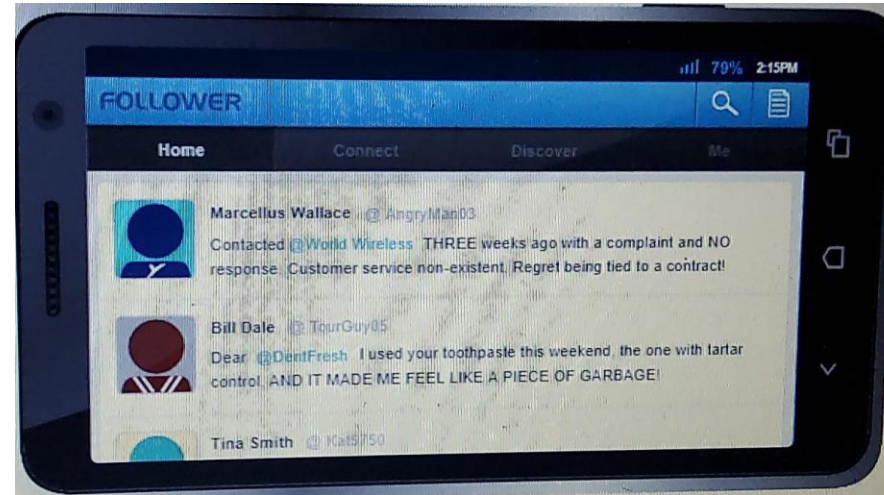 79% 2:15PM
FOLLOWER
Home Connect Discover Me
Marcellus Wallace @ AngryMan03
Contacted @World Wireless THREE weeks ago with a complaint and NO
response. Customer service non-existent. Regret being tied to a contract!
Bill Dale @ TourGuy05
Dear @DentFresh I used your toothpaste this weekend, the one with tartar
control, AND IT MADE ME FEEL LIKE A PIECE OF GARBAGE!
Tina Smith @ Kat5750